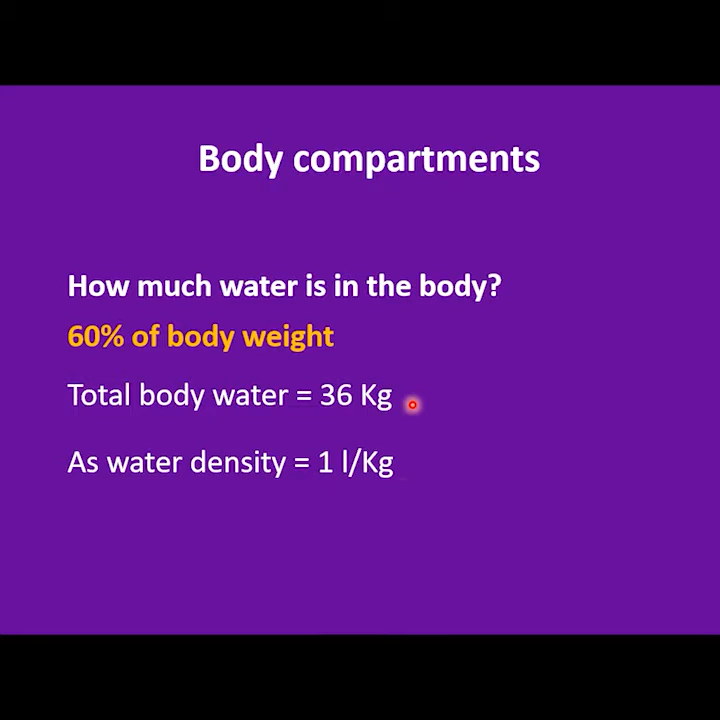 Body compartments
How much water is in the body?
60% of body weight
Total body water = 36 Kg
As water density = 1 l/Kg